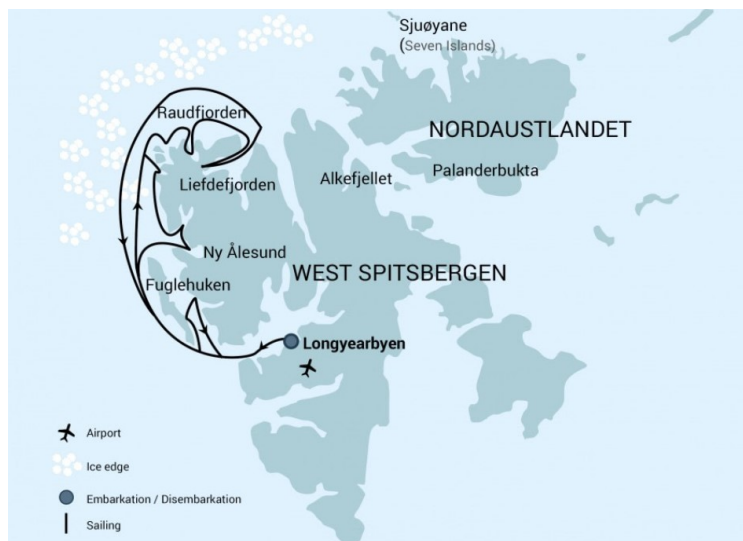 Sjuøyane
(Seven Islands)
Raudfjorden
NORDAUSTLANDET
Liefdefjorden
Alkefjellet
Palanderbukta
Ny Ålesund
WEST SPITSBERGEN
Fuglehuken
Longyearbyen
Airport
Ice edge
Embarkation / Disembarkation
Sailing